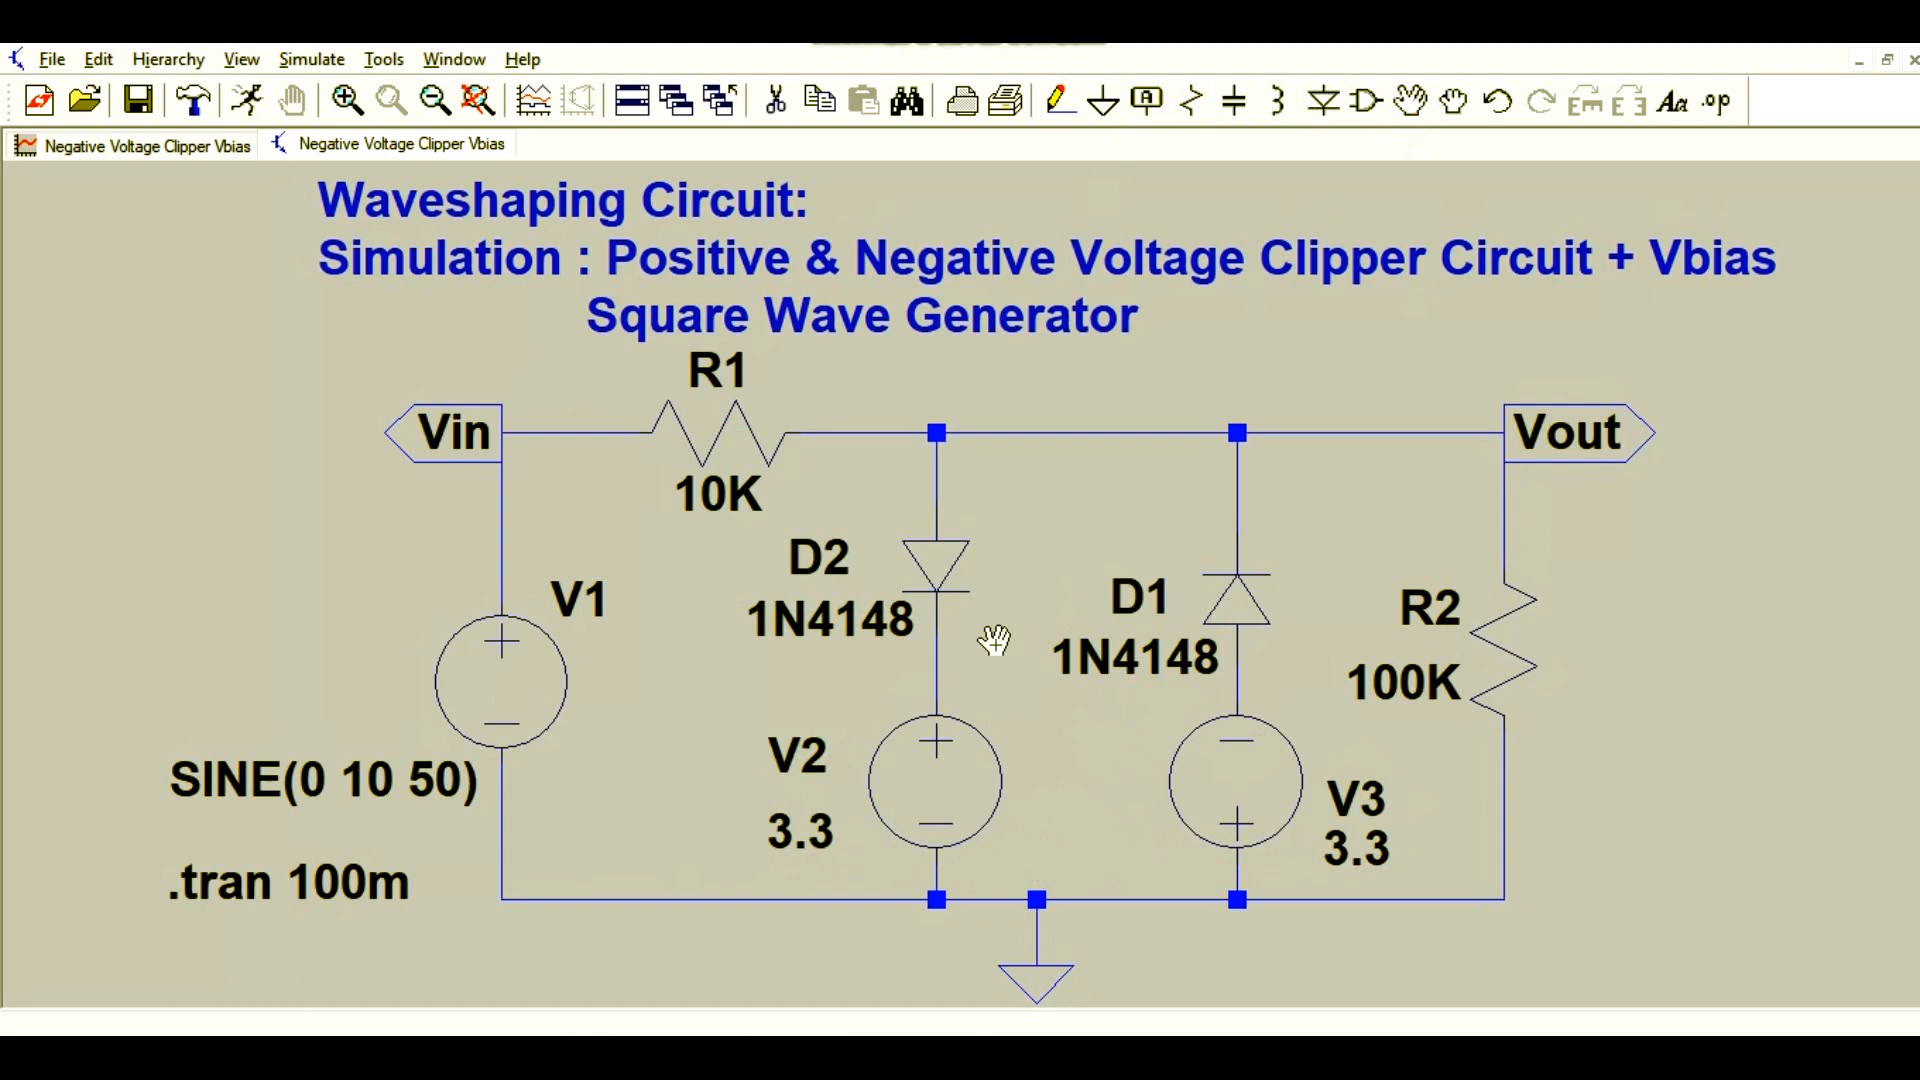 File Edit Hierarchy View Simulate Tools Window Help
A Aa .op
Negative Voltage Clipper Vbias Negative Voltage Clipper Vbias
Waveshaping Circuit:
Simulation : Positive & Negative Voltage Clipper Circuit + Vbias
Square Wave Generator
R1
Vin
Vout
10K
D2
1N4148
V1
D1
1N4148
R2
100K
V2
3.3
V3
3.3
SINE(0 10 50)
.tran 100m